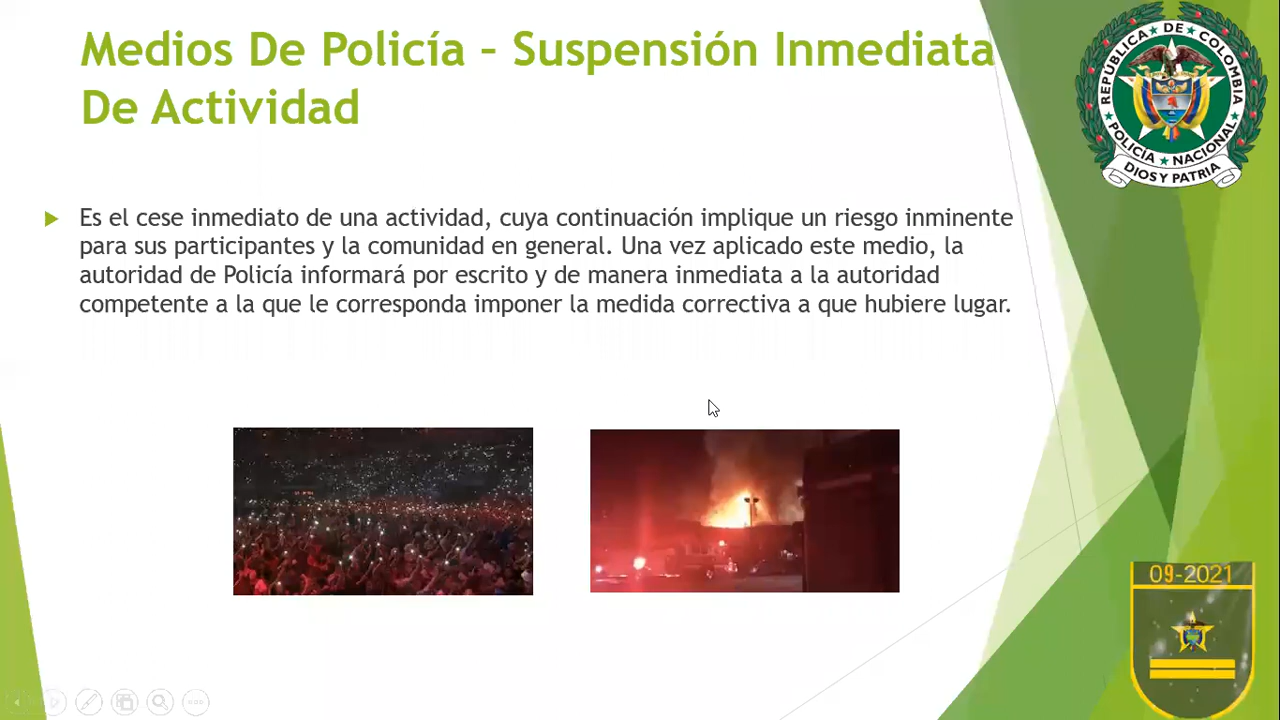 Medios De Policía – Suspensión Inmediata
De Actividad
REPÚBLICA DE COLOMBIA
POLICÍA NACIONAL
DIOS Y PATRIA
Es el cese inmediato de una actividad, cuya continuación implique un riesgo inminente
para sus participantes y la comunidad en general. Una vez aplicado este medio, la
autoridad de Policía informará por escrito y de manera inmediata a la autoridad
competente a la que le corresponda imponer la medida correctiva a que hubiere lugar.
09-2021